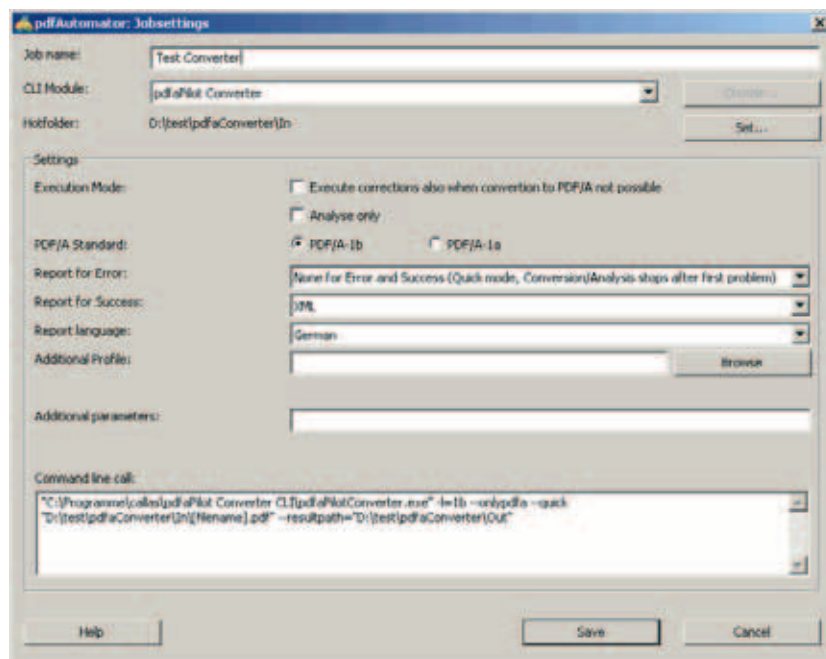 pdfAutomator: Jobsettings
Job name: Test Converter
CLI Module: pdfaPilot Converter
Hotfolder: D:\test\pdfaConverter\In Set...
Settings
Execution Mode: Execute corrections also when convertion to PDF/A not possible
Analyse only
PDF/A Standard: PDF/A-1b PDF/A-1a
Report for Error: None for Error and Success (Quick mode, Conversion/Analysis stops after first problem)
Report for Success: XML
Report language: German
Additional Profile: Browse
Additional parameters:
Command line call:
"C:\Programme\callas\pdfaPilot Converter CLI\pdfaPilotConverter.exe" -l=1b --onlypdfa --quick
"D:\test\pdfaConverter\In\[filename].pdf" --resultpath="D:\test\pdfaConverter\Out"
Help Save Cancel